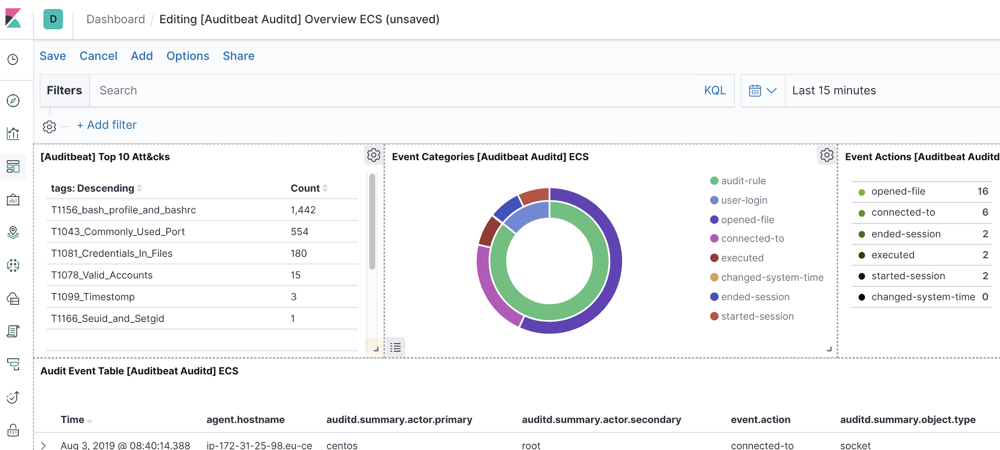 D Dashboard / Editing [Auditbeat Auditd] Overview ECS (unsaved)
Save Cancel Add Options Share
Filters Search KQL Last 15 minutes
+ Add filter
[Auditbeat] Top 10 Att&cks
tags: Descending Count
T1156_bash_profile_and_bashrc 1,442
T1043_Commonly_Used_Port 554
T1081_Credentials_In_Files 180
T1078_Valid_Accounts 15
T1099_Timestomp 3
T1166_Seuid_and_Setgid 1
Event Categories [Auditbeat Auditd] ECS
audit-rule
user-login
opened-file
connected-to
executed
changed-system-time
ended-session
started-session
Event Actions [Auditbeat Auditd
opened-file 16
connected-to 6
ended-session 2
executed 2
started-session 2
changed-system-time 0
Audit Event Table [Auditbeat Auditd] ECS
Time agent.hostname auditd.summary.actor.primary auditd.summary.actor.secondary event.action auditd.summary.object.type
Aug 3, 2019 @ 08:40:14.388 ip-172-31-25-98.eu-ce centos root connected-to socket